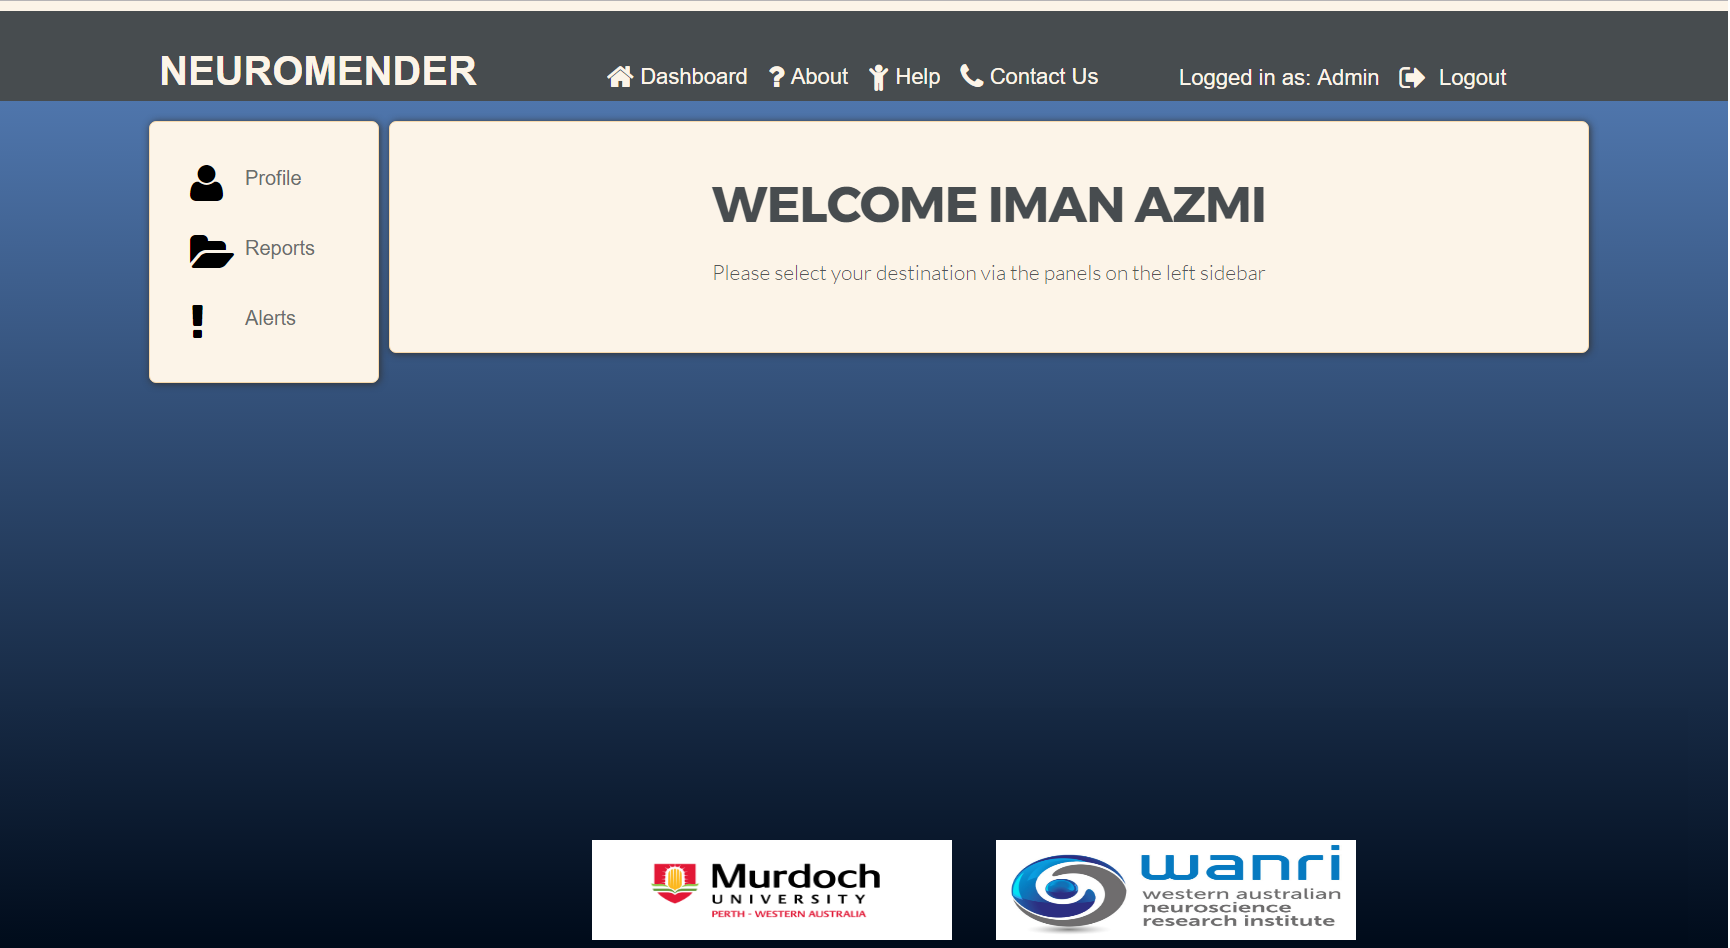 NEUROMENDER
Dashboard ? About Help Contact Us
Logged in as: Admin Logout
Profile
Reports
! Alerts
WELCOME IMAN AZMI
Please select your destination via the panels on the left sidebar
Murdoch
UNIVERSITY
PERTH - WESTERN AUSTRALIA
wanri
western australian
neuroscience
research institute